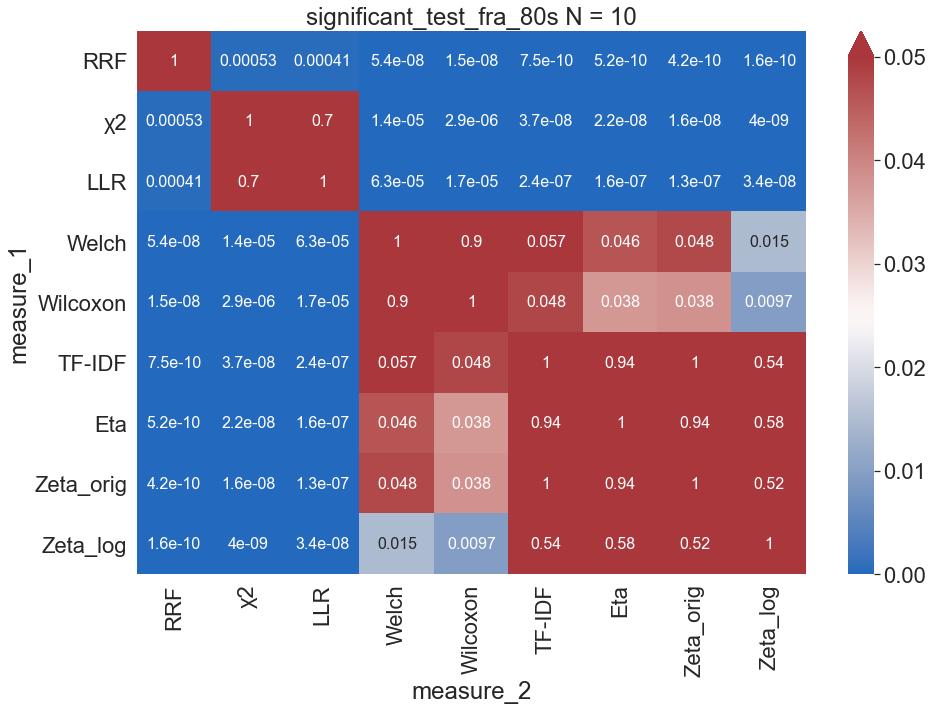 significant_test_fra_80s N = 10
RRF 1 0.00053 0.00041 5.4e-08 1.5e-08 7.5e-10 5.2e-10 4.2e-10 1.6e-10
χ2 0.00053 1 0.7 1.4e-05 2.9e-06 3.7e-08 2.2e-08 1.6e-08 4e-09
LLR 0.00041 0.7 1 6.3e-05 1.7e-05 2.4e-07 1.6e-07 1.3e-07 3.4e-08
Welch 5.4e-08 1.4e-05 6.3e-05 1 0.9 0.057 0.046 0.048 0.015
Wilcoxon 1.5e-08 2.9e-06 1.7e-05 0.9 1 0.048 0.038 0.038 0.0097
TF-IDF 7.5e-10 3.7e-08 2.4e-07 0.057 0.048 1 0.94 1 0.54
Eta 5.2e-10 2.2e-08 1.6e-07 0.046 0.038 0.94 1 0.94 0.58
Zeta_orig 4.2e-10 1.6e-08 1.3e-07 0.048 0.038 1 0.94 1 0.52
Zeta_log 1.6e-10 4e-09 3.4e-08 0.015 0.0097 0.54 0.58 0.52 1
RRF χ2 LLR Welch Wilcoxon TF-IDF Eta Zeta_orig Zeta_log
measure_2
measure_1
0.05
0.04
0.03
0.02
0.01
0.00